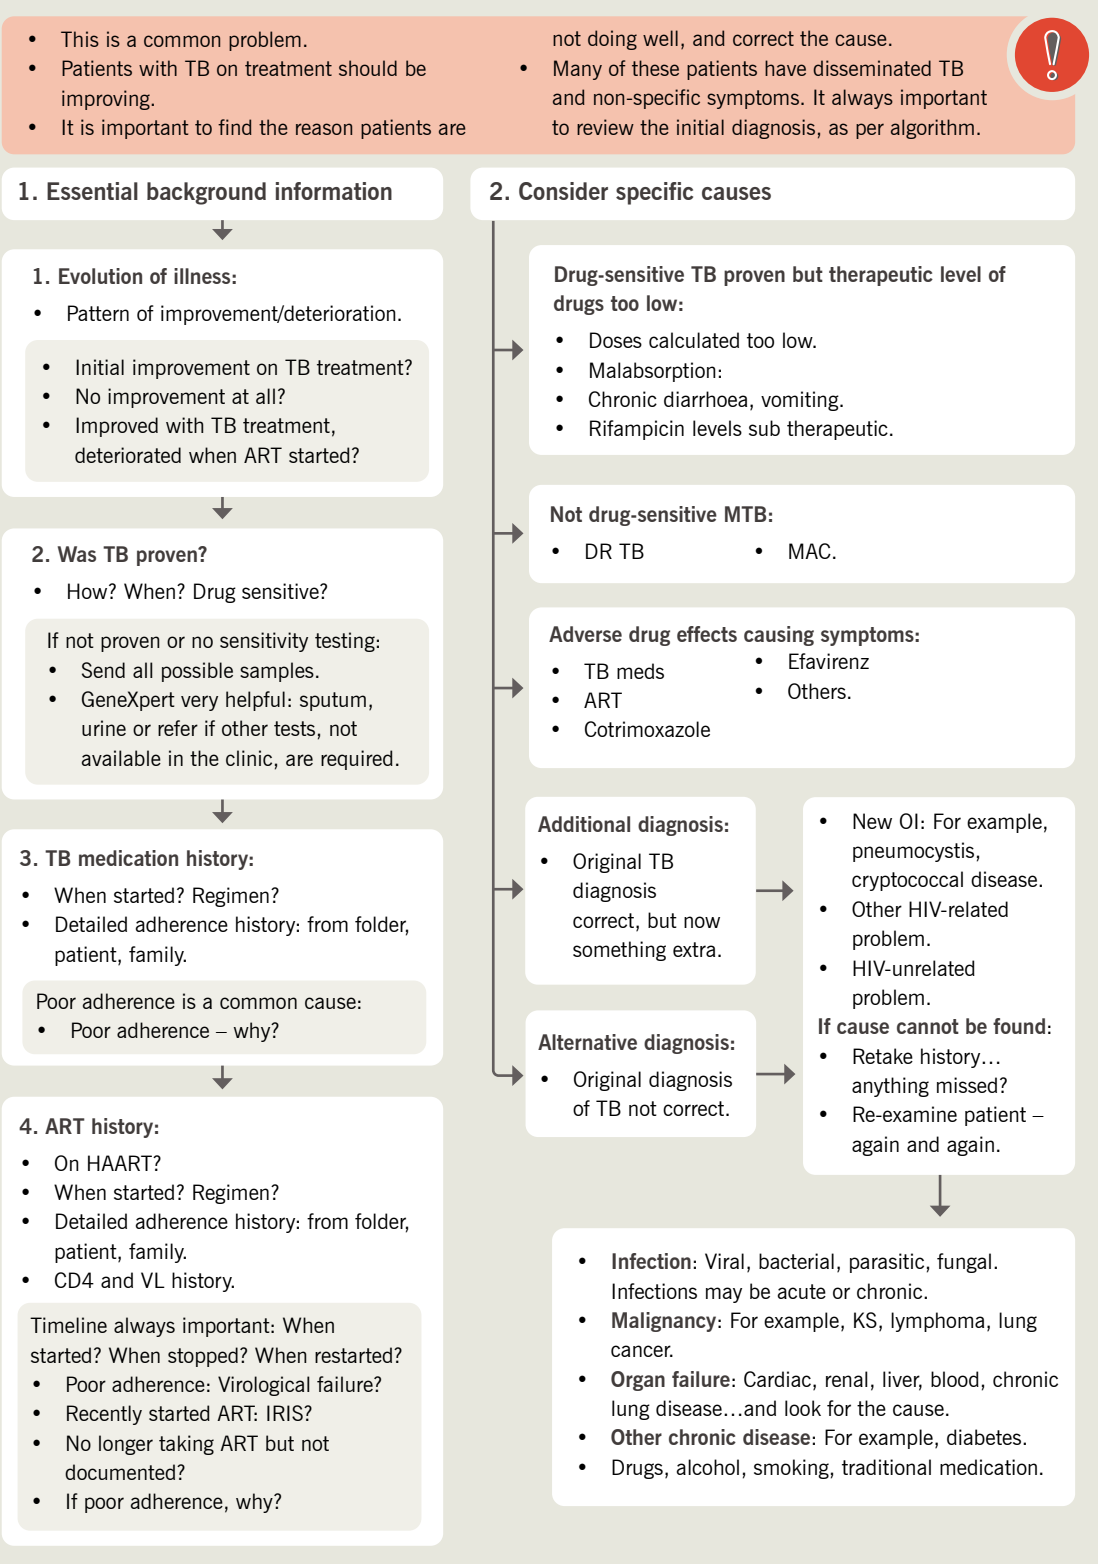 • This is a common problem.
• Patients with TB on treatment should be
improving.
• It is important to find the reason patients are
not doing well, and correct the cause.
• Many of these patients have disseminated TB
and non-specific symptoms. It always important
to review the initial diagnosis, as per algorithm.
1. Essential background information
1. Evolution of illness:
• Pattern of improvement/deterioration.
• Initial improvement on TB treatment?
• No improvement at all?
• Improved with TB treatment,
deteriorated when ART started?
2. Was TB proven?
• How? When? Drug sensitive?
If not proven or no sensitivity testing:
• Send all possible samples.
• GeneXpert very helpful: sputum,
urine or refer if other tests, not
available in the clinic, are required.
3. TB medication history:
• When started? Regimen?
• Detailed adherence history: from folder,
patient, family.
Poor adherence is a common cause:
• Poor adherence – why?
4. ART history:
• On HAART?
• When started? Regimen?
• Detailed adherence history: from folder,
patient, family.
• CD4 and VL history.
Timeline always important: When
started? When stopped? When restarted?
• Poor adherence: Virological failure?
• Recently started ART: IRIS?
• No longer taking ART but not
documented?
• If poor adherence, why?
2. Consider specific causes
Drug-sensitive TB proven but therapeutic level of
drugs too low:
• Doses calculated too low.
• Malabsorption:
• Chronic diarrhoea, vomiting.
• Rifampicin levels sub therapeutic.
Not drug-sensitive MTB:
• DR TB
• MAC.
Adverse drug effects causing symptoms:
• TB meds
• ART
• Cotrimoxazole
• Efavirenz
• Others.
Additional diagnosis:
• Original TB
diagnosis
correct, but now
something extra.
Alternative diagnosis:
• Original diagnosis
of TB not correct.
• New OI: For example,
pneumocystis,
cryptococcal disease.
• Other HIV-related
problem.
• HIV-unrelated
problem.
If cause cannot be found:
• Retake history…
anything missed?
• Re-examine patient –
again and again.
• Infection: Viral, bacterial, parasitic, fungal.
Infections may be acute or chronic.
• Malignancy: For example, KS, lymphoma, lung
cancer.
• Organ failure: Cardiac, renal, liver, blood, chronic
lung disease…and look for the cause.
• Other chronic disease: For example, diabetes.
• Drugs, alcohol, smoking, traditional medication.